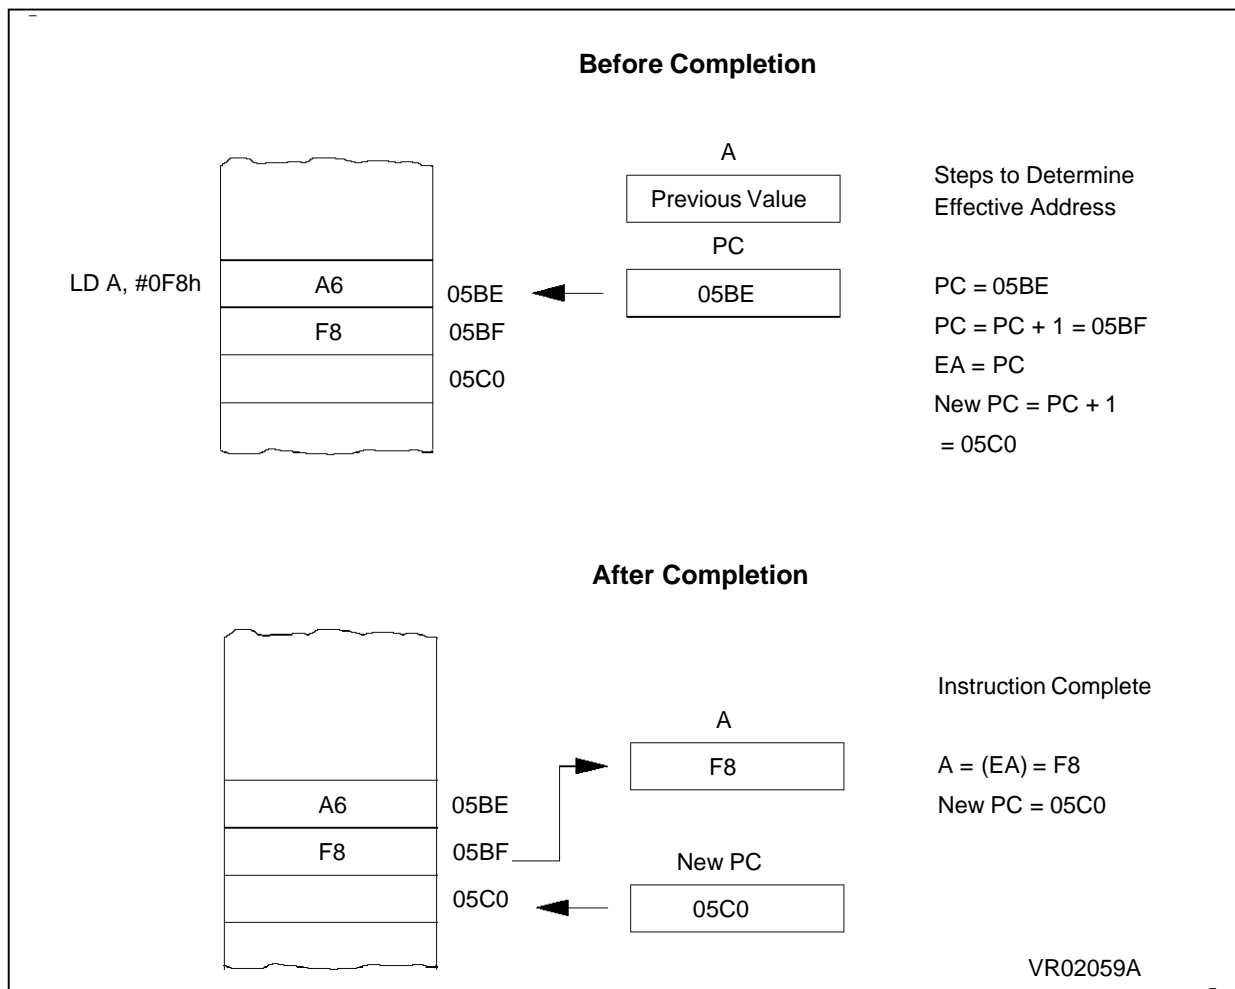 Before Completion
A
Previous Value
PC
05BE
Steps to Determine
Effective Address
LD A, #0F8h
A6
05BE
F8
05BF
05C0
PC = 05BE
PC = PC + 1 = 05BF
EA = PC
New PC = PC + 1
= 05C0
After Completion
Instruction Complete
A
F8
A = (EA) = F8
New PC = 05C0
A6
05BE
F8
05BF
05C0
New PC
05C0
VR02059A